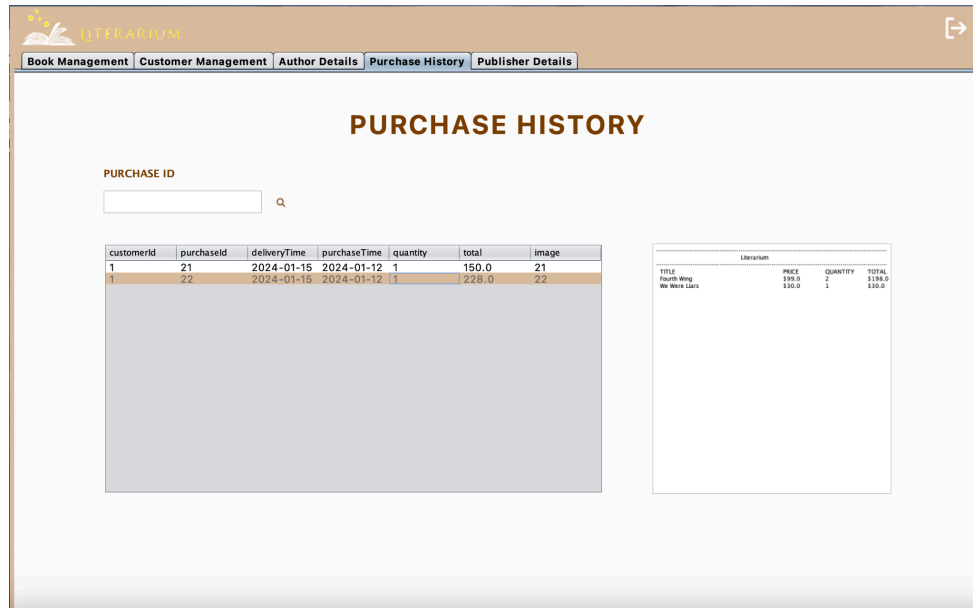 LITERARIUM
Book Management Customer Management Author Details Purchase History Publisher Details
PURCHASE HISTORY
PURCHASE ID
customerId purchaseId deliveryTime purchaseTime quantity total image
1 21 2024-01-15 2024-01-12 1 150.0 21
1 22 2024-01-15 2024-01-12 1 228.0 22
Literarium
TITLE PRICE QUANTITY TOTAL
Fourth Wing $99.0 2 $198.0
We Were Liars $30.0 1 $30.0